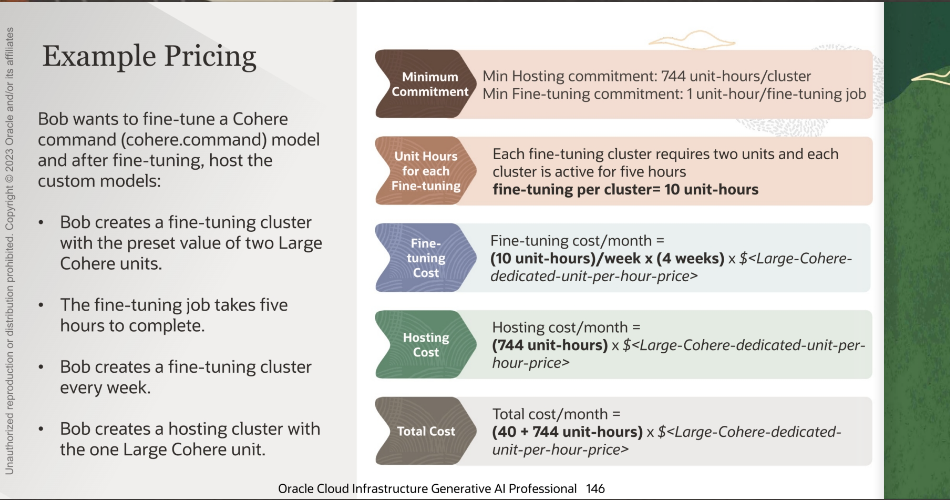 Example Pricing
Bob wants to fine-tune a Cohere
command (cohere.command) model
and after fine-tuning, host the
custom models:
• Bob creates a fine-tuning cluster
with the preset value of two Large
Cohere units.
• The fine-tuning job takes five
hours to complete.
• Bob creates a fine-tuning cluster
every week.
• Bob creates a hosting cluster with
the one Large Cohere unit.
Minimum
Commitment
Min Hosting commitment: 744 unit-hours/cluster
Min Fine-tuning commitment: 1 unit-hour/fine-tuning job
Unit Hours
for each
Fine-tuning
Each fine-tuning cluster requires two units and each
cluster is active for five hours
fine-tuning per cluster= 10 unit-hours
Fine-
tuning
Cost
Fine-tuning cost/month =
(10 unit-hours)/week x (4 weeks) x $<Large-Cohere-
dedicated-unit-per-hour-price>
Hosting
Cost
Hosting cost/month =
(744 unit-hours) x $<Large-Cohere-dedicated-unit-per-
hour-price>
Total Cost
Total cost/month =
(40 + 744 unit-hours) x $<Large-Cohere-dedicated-
unit-per-hour-price>
Oracle Cloud Infrastructure Generative AI Professional 146
Unauthorized reproduction or distribution prohibited. Copyright © 2023 Oracle and/or its affiliates